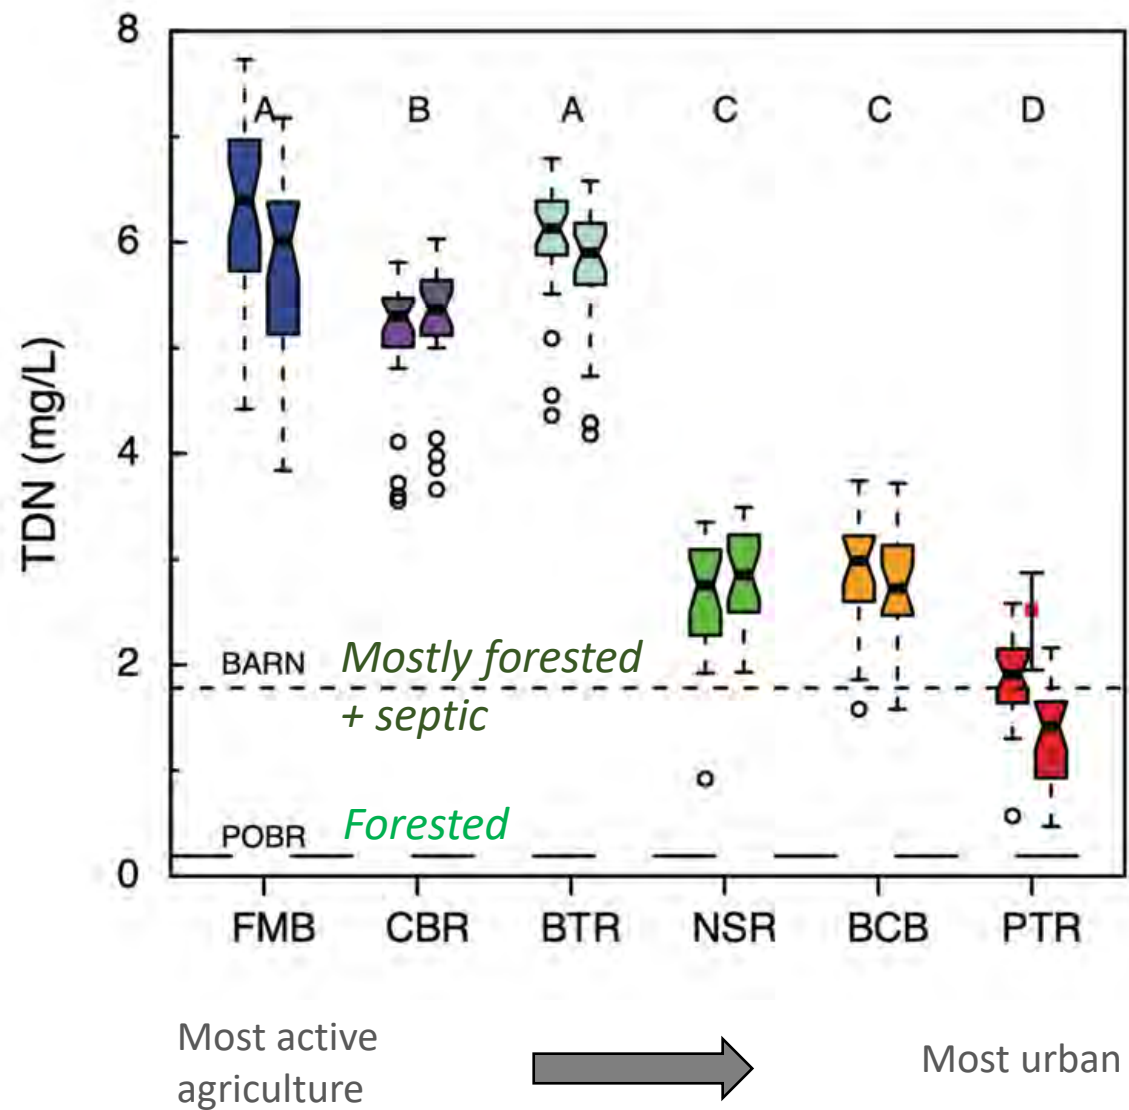 8
A B A C C D
6
TDN (mg/L)
4
2
BARN Mostly forested
+ septic
POBR Forested
0
FMB CBR BTR NSR BCB PTR
Most active
agriculture
Most urban